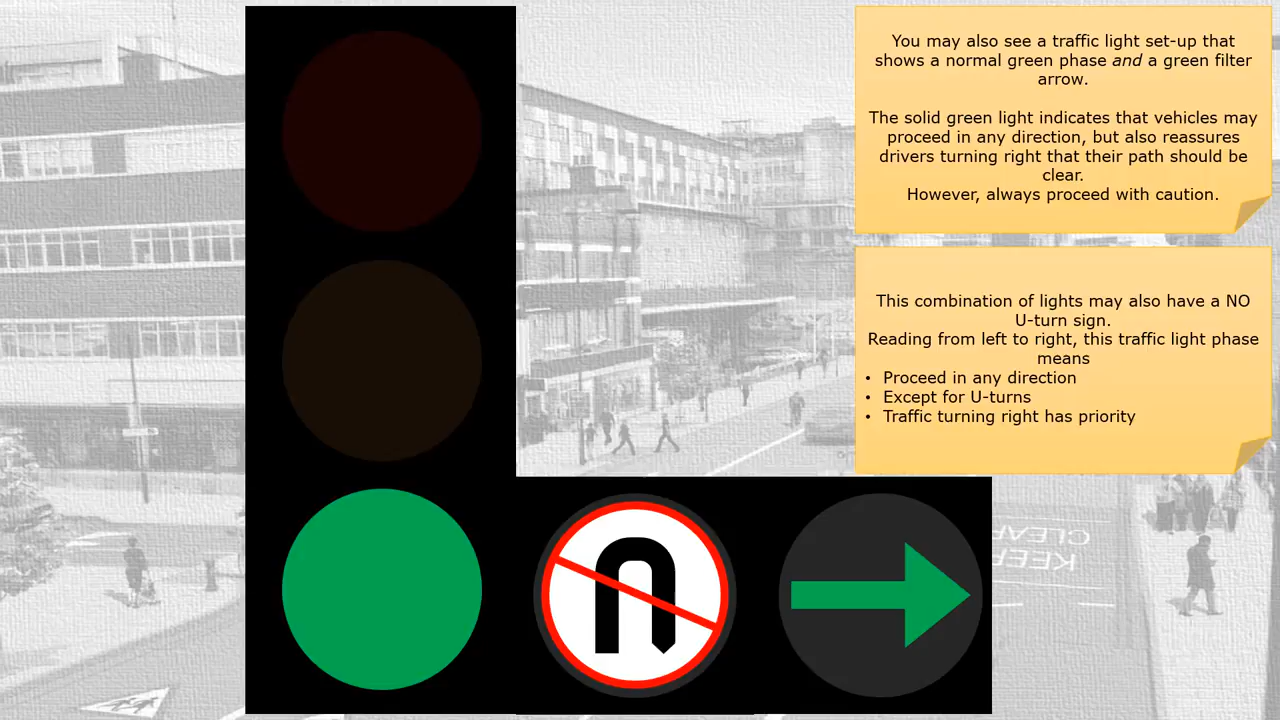 You may also see a traffic light set-up that
shows a normal green phase and a green filter
arrow.
The solid green light indicates that vehicles may
proceed in any direction, but also reassures
drivers turning right that their path should be
clear.
However, always proceed with caution.
This combination of lights may also have a NO
U-turn sign.
Reading from left to right, this traffic light phase
means
• Proceed in any direction
• Except for U-turns
• Traffic turning right has priority
CLEAR
KEEP